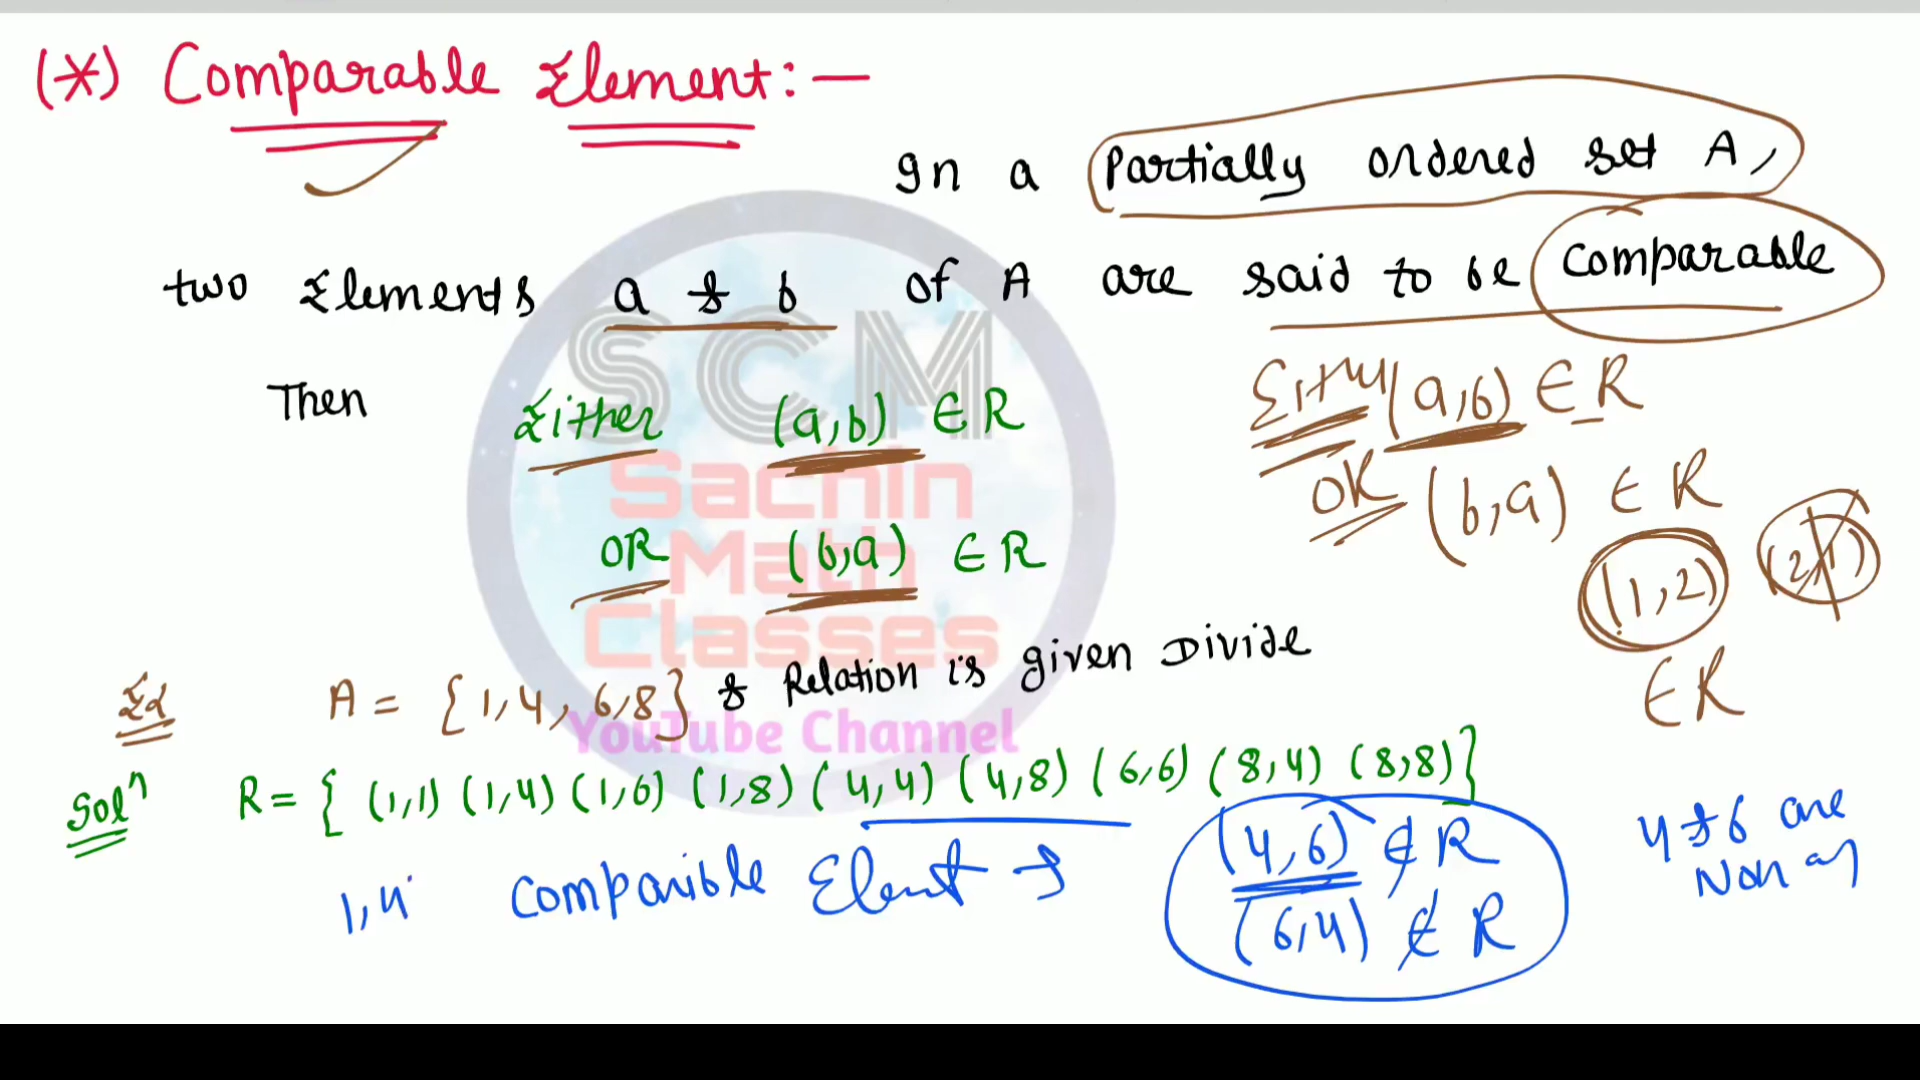 (*) Comparable Element:-
In a Partially ordered set A,
two Elements a & b of A are said to be Comparable
Then Either (a,b) ∈ R
OR (b,a) ∈ R
Either (a,b) ∈ R
OR (b,a) ∈ R
(1,2) (2,1)
∈ R
SCM
Sachin
Math
Classes
YouTube Channel
Ex A = {1,4,6,8} & Relation is given Divide
Solⁿ R = { (1,1) (1,4) (1,6) (1,8) (4,4) (4,8) (6,6) (8,4) (8,8)}
1,4 Comparible &
(4,6) ∉ R
(6,4) ∉ R
4 & 6 are
Non